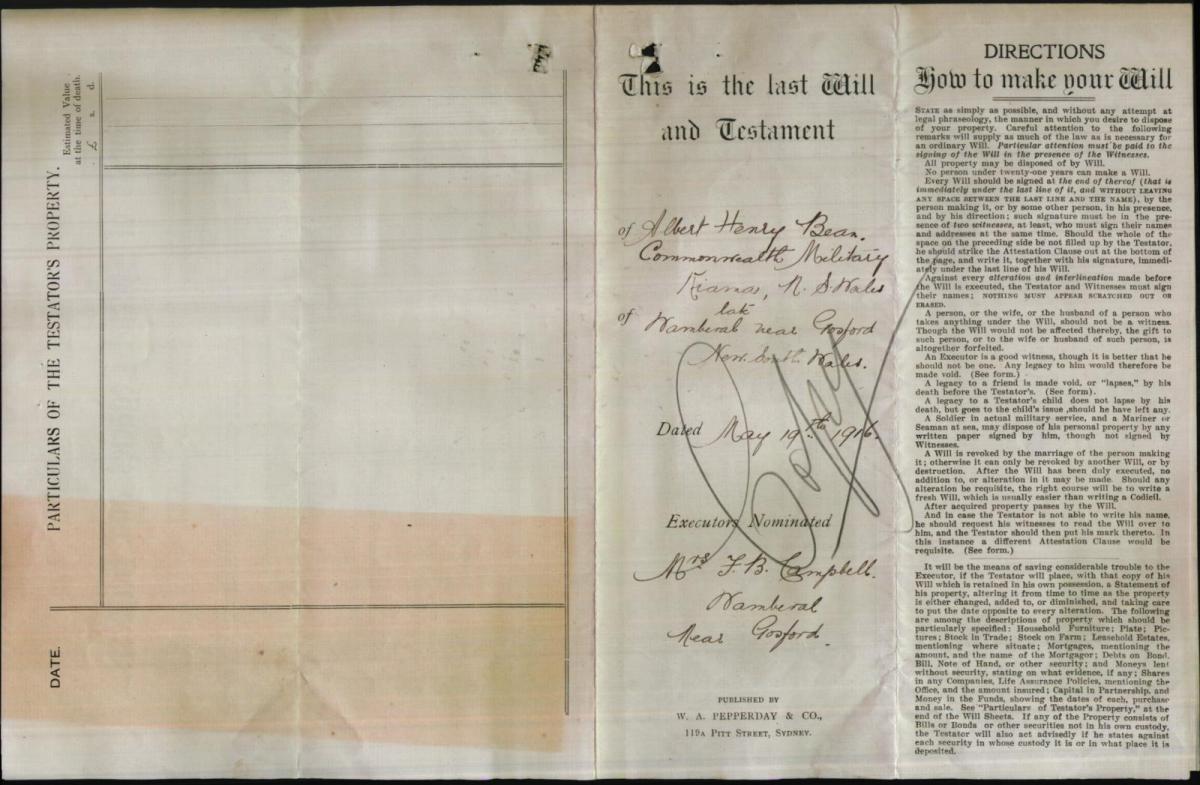 PARTICULARS OF THE TESTATOR'S PROPERTY.
DATE.
Estimated Value
at the time of death.
£ s. d.
This is the last Will
and Testament
of Albert Henry Bean.
Commonwealth Military
Kiama, N. S. Wales
late
of Wamberal near Gosford
New South Wales.
Dated May 19th 1916.
Copy
Executors Nominated
Mrs F. B. Campbell.
Wamberal
Near Gosford.
PUBLISHED BY
W. A. PEPPERDAY & CO.,
119A PITT STREET, SYDNEY.
DIRECTIONS
How to make your Will
STATE as simply as possible, and without any attempt at
legal phraseology, the manner in which you desire to dispose
of your property. Careful attention to the following
remarks will supply as much of the law as is necessary for
an ordinary Will. Particular attention must be paid to the
signing of the Will in the presence of the Witnesses.
All property may be disposed of by Will.
No person under twenty-one years can make a Will.
Every Will should be signed at the end of thereof (that is
immediately under the last line of it, and WITHOUT LEAVING
ANY SPACE BETWEEN THE LAST LINE AND THE NAME), by the
person making it, or by some other person, in his presence,
and by his direction; such signature must be in the pre-
sence of two witnesses, at least, who must sign their names
and addresses at the same time. Should the whole of the
space on the preceding side be not filled up by the Testator,
he should strike the Attestation Clause out at the bottom of
the page, and write it, together with his signature, immedi-
ately under the last line of his Will.
Against every alteration and interlineation made before
the Will is executed, the Testator and Witnesses must sign
their names; NOTHING MUST APPEAR SCRATCHED OUT OR
ERASED.
A person, or the wife, or the husband of a person who
takes anything under the Will, should not be a witness.
Though the Will would not be affected thereby, the gift to
such person, or to the wife or husband of such person, is
altogether forfeited.
An Executor is a good witness, though it is better that he
should not be one. Any legacy to him would therefore be
made void. (See form.)
A legacy to a friend is made void, or "lapses," by his
death before the Testator's. (See form).
A legacy to a Testator's child does not lapse by his
death, but goes to the child's issue ,should he have left any.
A Soldier in actual military service, and a Mariner or
Seaman at sea, may dispose of his personal property by any
written paper signed by him, though not signed by
Witnesses.
A Will is revoked by the marriage of the person making
it; otherwise it can only be revoked by another Will, or by
destruction. After the Will has been duly executed, no
addition to, or alteration in it may be made. Should any
alteration be requisite, the right course will be to write a
fresh Will, which is usually easier than writing a Codicil.
After acquired property passes by the Will.
And in case the Testator is not able to write his name,
he should request his witnesses to read the Will over to
him, and the Testator should then put his mark thereto. In
this instance a different Attestation Clause would be
requisite. (See form.)
It will be the means of saving considerable trouble to the
Executor, if the Testator will place, with that copy of his
Will which is retained in his own possession, a Statement of
his property, altering it from time to time as the property
is either changed, added to, or diminished, and taking care
to put the date opposite to every alteration. The following
are among the descriptions of property which should be
particularly specified: Household Furniture; Plate; Pic-
tures; Stock in Trade; Stock on Farm; Leasehold Estates,
mentioning where situate; Mortgages, mentioning the
amount, and the name of the Mortgagor; Debts on Bond,
Bill, Note of Hand, or other security; and Moneys lent
without security, stating on what evidence, if any; Shares
in any Companies, Life Assurance Policies, mentioning the
Office, and the amount insured; Capital in Partnership, and
Money in the Funds, showing the dates of each, purchase
and sale. See "Particulars of Testator's Property," at the
end of the Will Sheets. If any of the Property consists of
Bills or Bonds or other securities not in his own custody,
the Testator will also act advisedly if he states against
each security in whose custody it is or in what place it is
deposited.